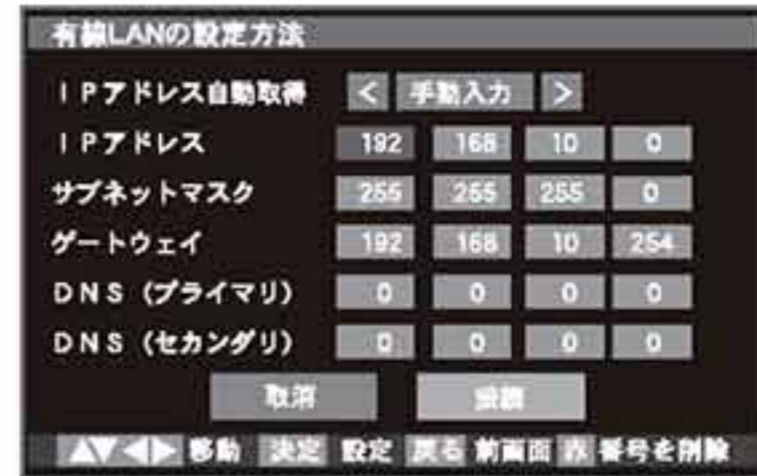 有線LANの設定方法
IPアドレス自動取得 < 手動入力 >
IPアドレス 192 168 10 0
サブネットマスク 255 255 255 0
ゲートウェイ 192 168 10 254
DNS（プライマリ） 0 0 0 0
DNS（セカンダリ） 0 0 0 0
取消 接続
▲▼◀▶ 移動 決定 設定 戻る 前画面 赤 番号を削除